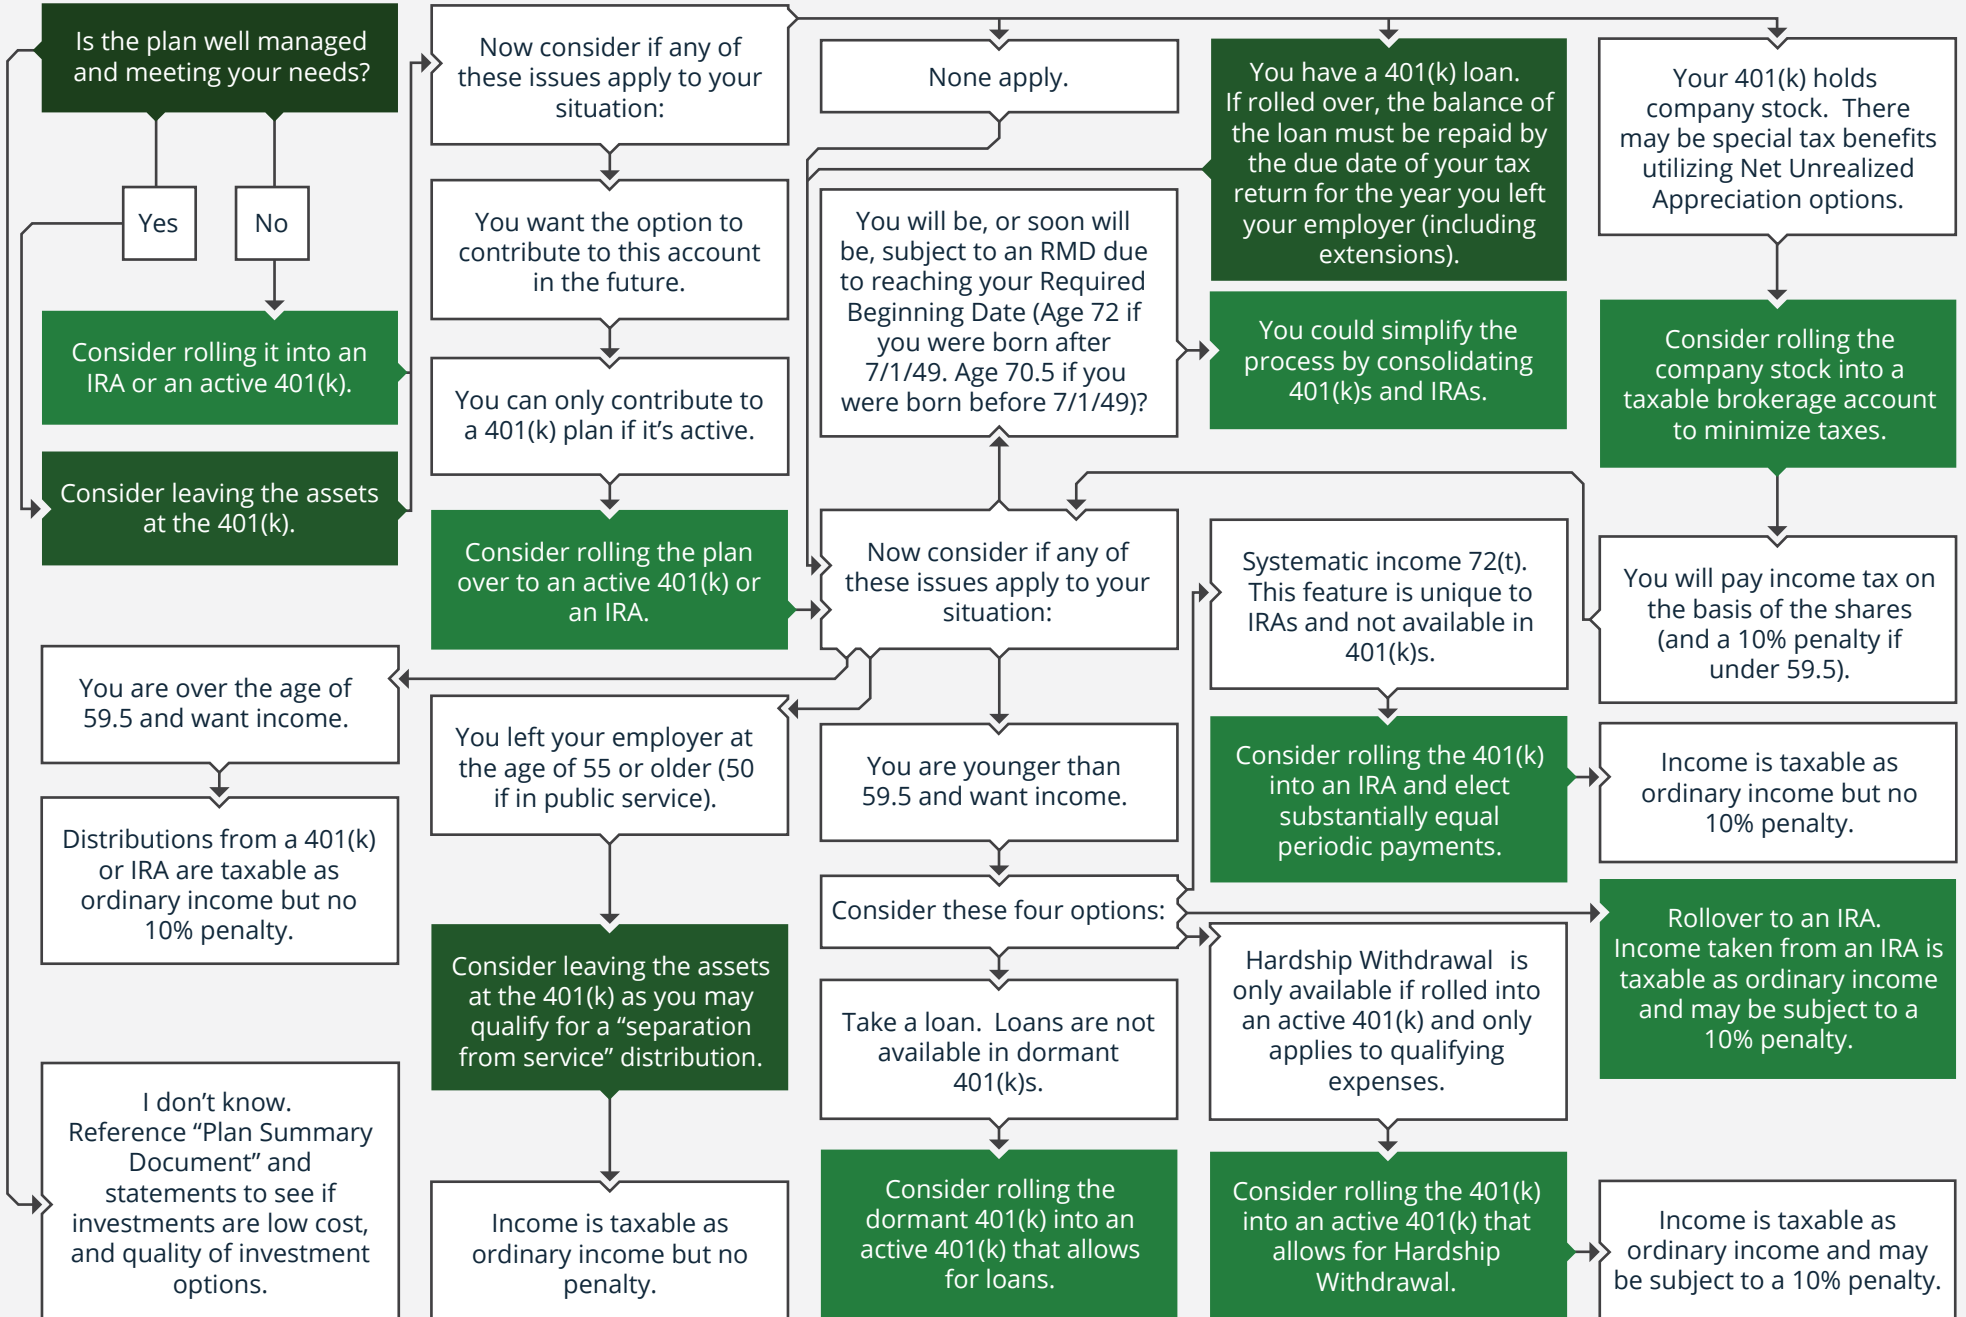 Is the plan well managed
and meeting your needs?
Yes
No
Consider rolling it into an
IRA or an active 401(k).
Consider leaving the assets
at the 401(k).
I don’t know.
Reference “Plan Summary
Document” and
statements to see if
investments are low cost,
and quality of investment
options.
Now consider if any of
these issues apply to your
situation:
You want the option to
contribute to this account
in the future.
You can only contribute to
a 401(k) plan if it’s active.
Consider rolling the plan
over to an active 401(k) or
an IRA.
None apply.
You have a 401(k) loan.
If rolled over, the balance of
the loan must be repaid by
the due date of your tax
return for the year you left
your employer (including
extensions).
Your 401(k) holds
company stock.  There
may be special tax benefits
utilizing Net Unrealized
Appreciation options.
Consider rolling the
company stock into a
taxable brokerage account
to minimize taxes.
You will pay income tax on
the basis of the shares
(and a 10% penalty if
under 59.5).
Now consider if any of
these issues apply to your
situation:
You will be, or soon will
be, subject to an RMD due
to reaching your Required
Beginning Date (Age 72 if
you were born after
7/1/49. Age 70.5 if you
were born before 7/1/49)?
You could simplify the
process by consolidating
401(k)s and IRAs.
You are over the age of
59.5 and want income.
Distributions from a 401(k)
or IRA are taxable as
ordinary income but no
10% penalty.
You left your employer at
the age of 55 or older (50
if in public service).
Consider leaving the assets
at the 401(k) as you may
qualify for a “separation
from service” distribution.
Income is taxable as
ordinary income but no
penalty.
You are younger than
59.5 and want income.
Consider these four options:
Systematic income 72(t).
This feature is unique to
IRAs and not available in
401(k)s.
Consider rolling the 401(k)
into an IRA and elect
substantially equal
periodic payments.
Income is taxable as
ordinary income but no
10% penalty.
Rollover to an IRA.
Income taken from an IRA is
taxable as ordinary income
and may be subject to a
10% penalty.
Hardship Withdrawal  is
only available if rolled into
an active 401(k) and only
applies to qualifying
expenses.
Consider rolling the 401(k)
into an active 401(k) that
allows for Hardship
Withdrawal.
Income is taxable as
ordinary income and may
be subject to a 10% penalty.
Take a loan.  Loans are not
available in dormant
401(k)s.
Consider rolling the
dormant 401(k) into an
active 401(k) that allows
for loans.